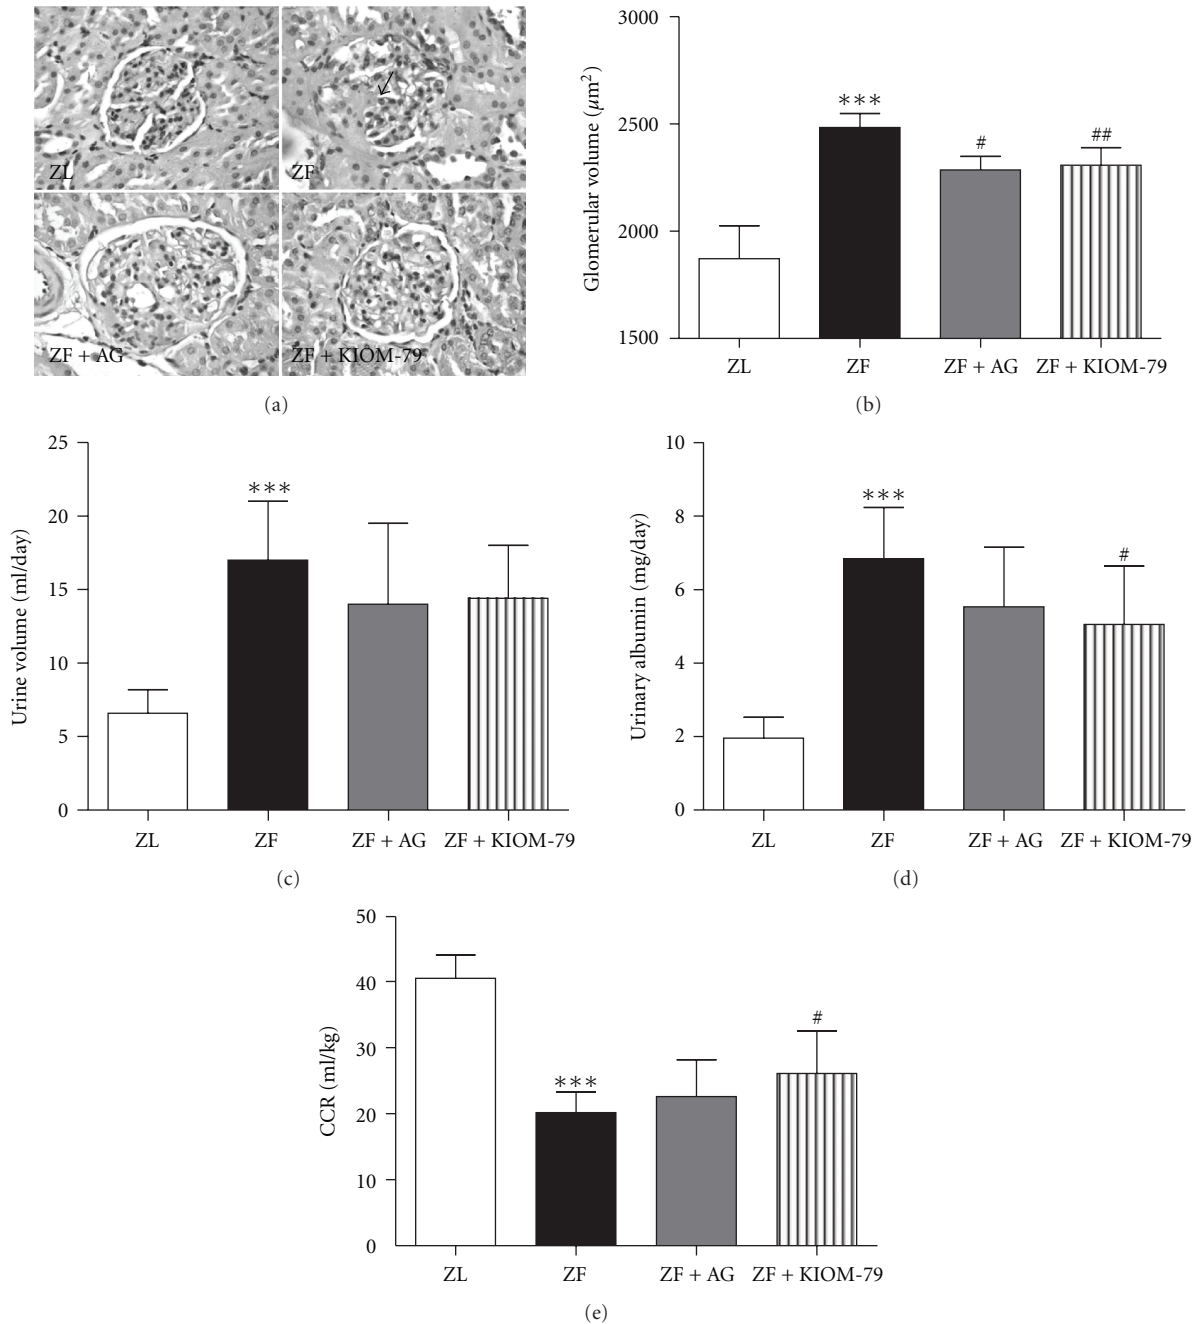 ZL
ZF
ZF + AG
ZF + KIOM-79
(a)
3000
2500
2000
1500
Glomerular volume (μm²)
***
#
##
ZL
ZF
ZF + AG
ZF + KIOM-79
(b)
25
20
15
10
5
0
Urine volume (ml/day)
***
ZL
ZF
ZF + AG
ZF + KIOM-79
(c)
10
8
6
4
2
0
Urinary albumin (mg/day)
***
#
ZL
ZF
ZF + AG
ZF + KIOM-79
(d)
50
40
30
20
10
0
CCR (ml/kg)
***
#
ZL
ZF
ZF + AG
ZF + KIOM-79
(e)